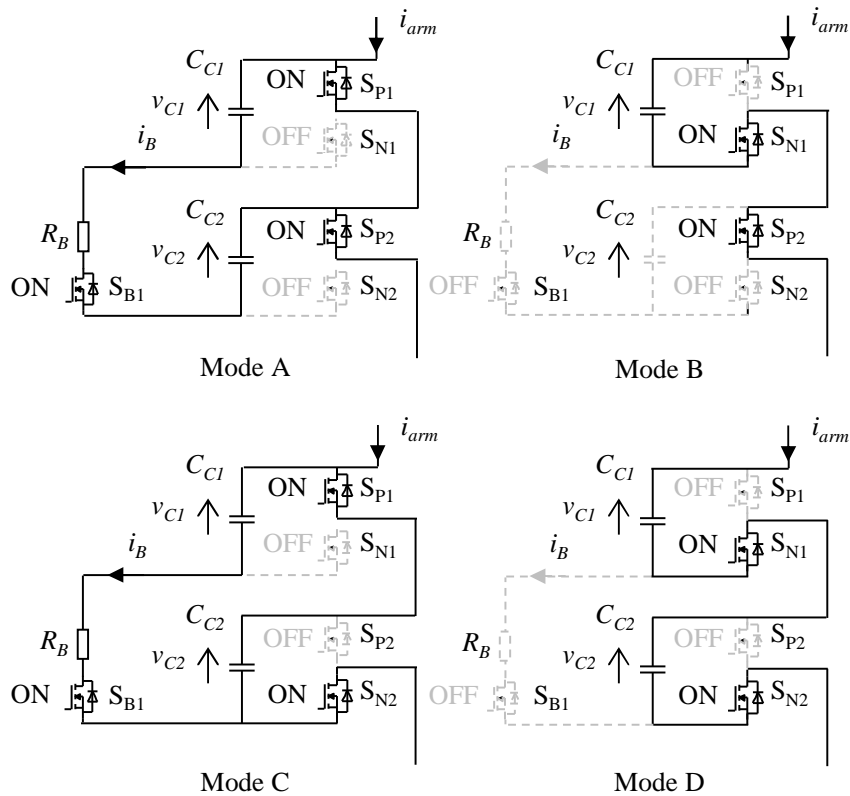 i_arm
C_C1
ON
S_P1
v_C1
OFF
S_N1
i_B
C_C2
R_B
ON
S_P2
v_C2
ON
S_B1
OFF
S_N2
Mode A
i_arm
C_C1
OFF
S_P1
v_C1
ON
S_N1
i_B
C_C2
R_B
ON
S_P2
v_C2
OFF
S_B1
OFF
S_N2
Mode B
i_arm
C_C1
ON
S_P1
v_C1
OFF
S_N1
i_B
C_C2
R_B
OFF
S_P2
v_C2
ON
S_B1
ON
S_N2
Mode C
i_arm
C_C1
OFF
S_P1
v_C1
ON
S_N1
i_B
C_C2
R_B
OFF
S_P2
v_C2
OFF
S_B1
ON
S_N2
Mode D